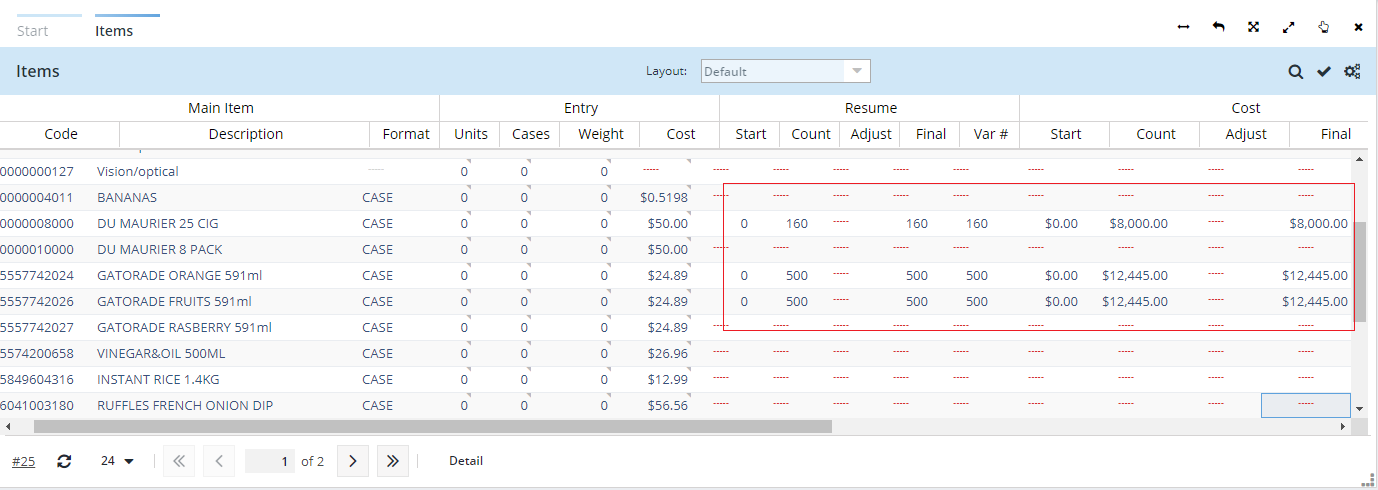 Start Items
Items Layout: Default
Main Item Entry Resume Cost
Code Description Format Units Cases Weight Cost Start Count Adjust Final Var # Start Count Adjust Final
0000000127 Vision/optical ----- 0 0 0 ----- ----- ----- ----- ----- ----- ----- ----- ----- -----
0000004011 BANANAS CASE 0 0 0 $0.5198 ----- ----- ----- ----- ----- ----- ----- ----- -----
0000008000 DU MAURIER 25 CIG CASE 0 0 0 $50.00 0 160 160 160 $0.00 $8,000.00 ----- $8,000.00
0000010000 DU MAURIER 8 PACK CASE 0 0 0 $50.00 ----- ----- ----- ----- ----- ----- ----- ----- -----
5557742024 GATORADE ORANGE 591ml CASE 0 0 0 $24.89 0 500 ----- 500 500 $0.00 $12,445.00 ----- $12,445.00
5557742026 GATORADE FRUITS 591ml CASE 0 0 0 $24.89 0 500 ----- 500 500 $0.00 $12,445.00 ----- $12,445.00
5557742027 GATORADE RASBERRY 591ml CASE 0 0 0 $24.89 ----- ----- ----- ----- ----- ----- ----- ----- -----
5574200658 VINEGAR&OIL 500ML CASE 0 0 0 $26.96 ----- ----- ----- ----- ----- ----- ----- ----- -----
5849604316 INSTANT RICE 1.4KG CASE 0 0 0 $12.99 ----- ----- ----- ----- ----- ----- ----- ----- -----
6041003180 RUFFLES FRENCH ONION DIP CASE 0 0 0 $56.56 ----- ----- ----- ----- ----- ----- ----- ----- -----
#25 24 1 of 2 Detail